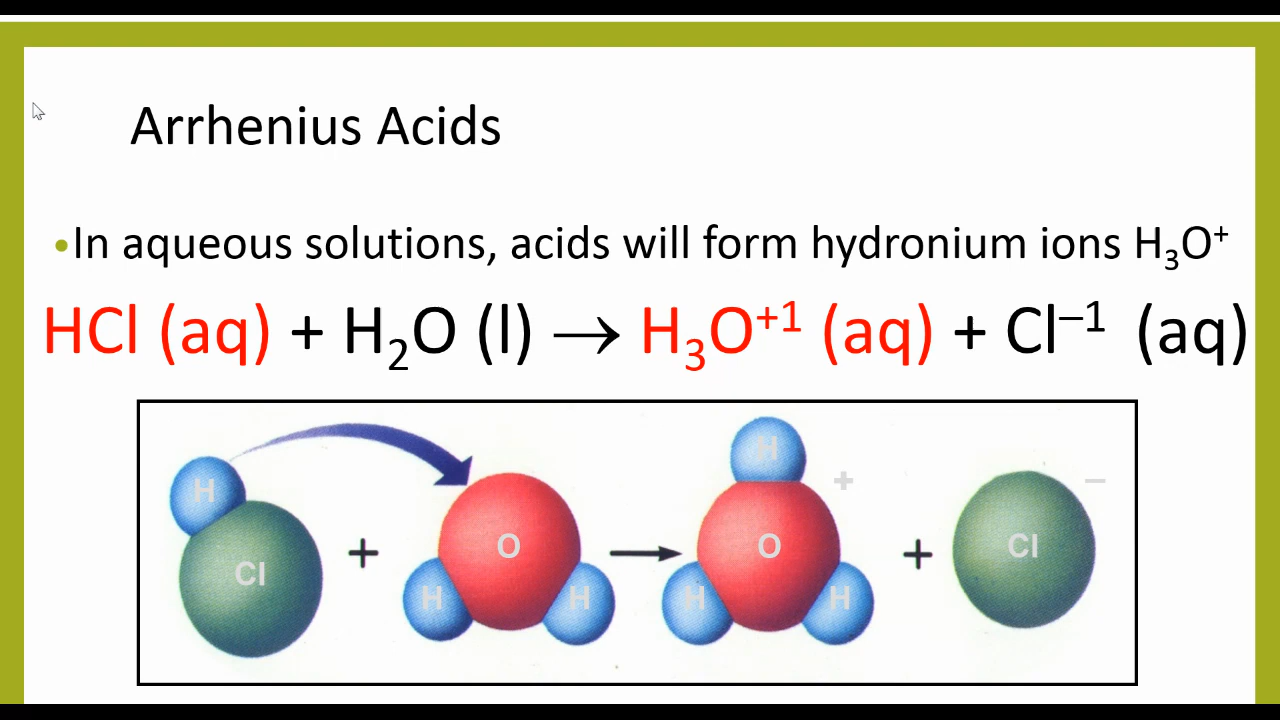 Arrhenius Acids
•In aqueous solutions, acids will form hydronium ions H₃O⁺
HCl (aq) + H₂O (l) → H₃O⁺¹ (aq) + Cl⁻¹ (aq)
H Cl + O H H → H O H H + + Cl −